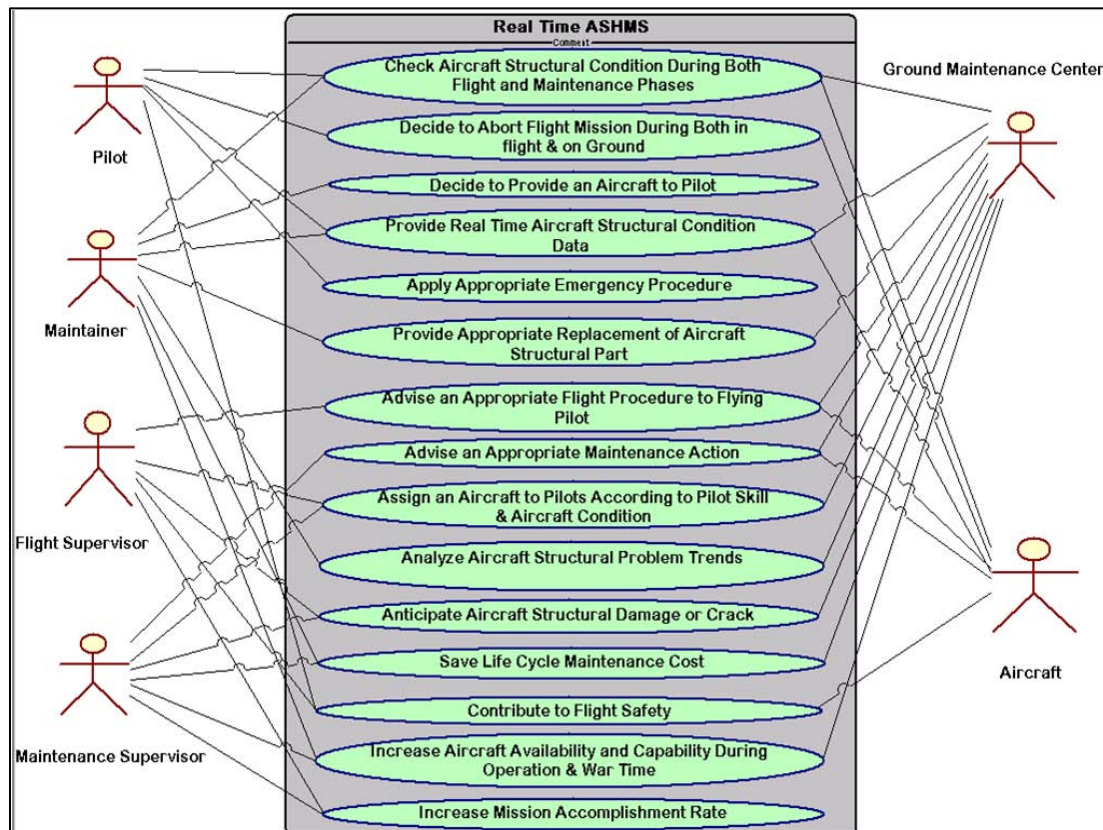 Real Time ASHMS
Comment
Check Aircraft Structural Condition During Both
Flight and Maintenance Phases
Ground Maintenance Center
Decide to Abort Flight Mission During Both in
flight & on Ground
Pilot
Decide to Provide an Aircraft to Pilot
Provide Real Time Aircraft Structural Condition
Data
Apply Appropriate Emergency Procedure
Maintainer
Provide Appropriate Replacement of Aircraft
Structural Part
Advise an Appropriate Flight Procedure to Flying
Pilot
Advise an Appropriate Maintenance Action
Assign an Aircraft to Pilots According to Pilot Skill
& Aircraft Condition
Flight Supervisor
Analyze Aircraft Structural Problem Trends
Anticipate Aircraft Structural Damage or Crack
Save Life Cycle Maintenance Cost
Aircraft
Contribute to Flight Safety
Maintenance Supervisor
Increase Aircraft Availability and Capability During
Operation & War Time
Increase Mission Accomplishment Rate